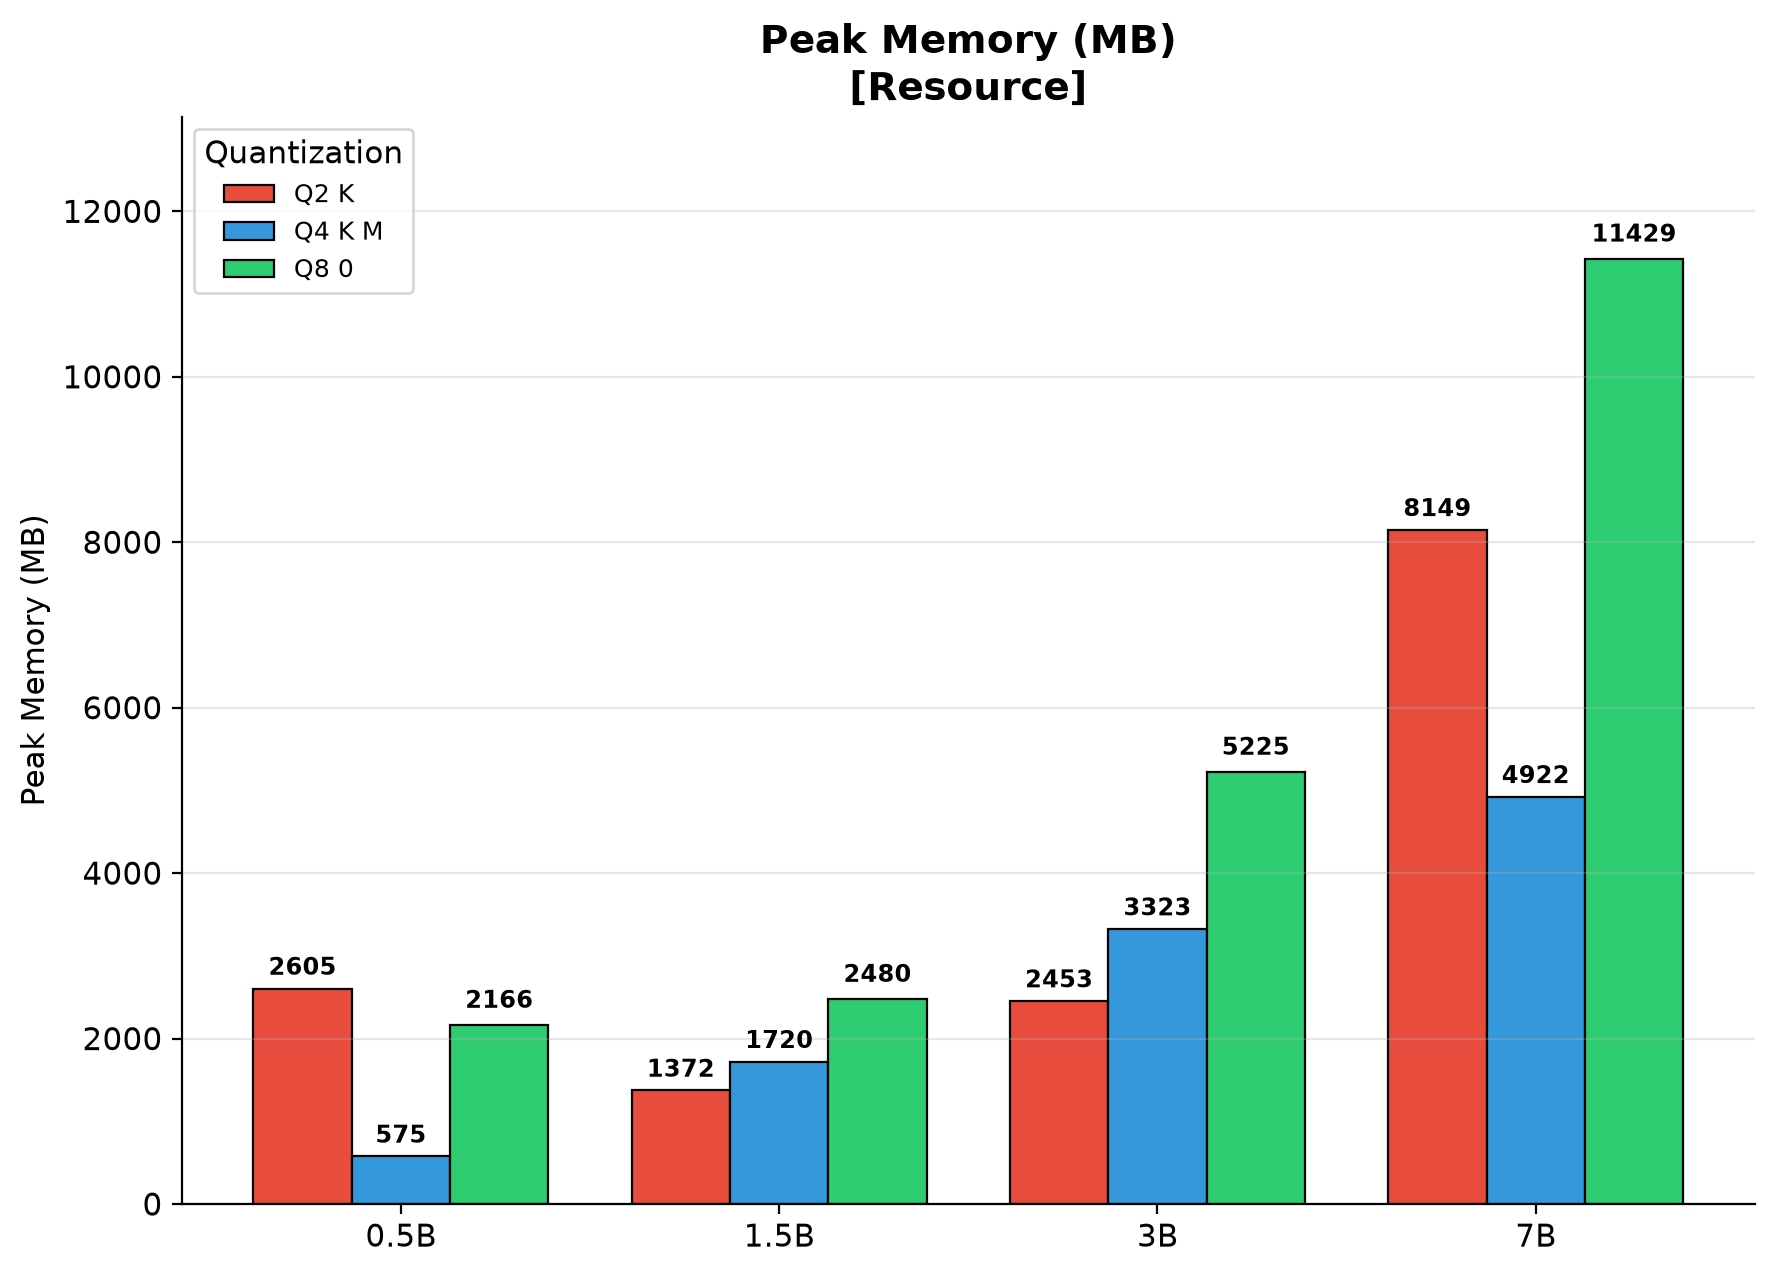 Peak Memory (MB)
[Resource]
Quantization
Q2 K
Q4 K M
Q8 0
Peak Memory (MB)
12000
10000
8000
6000
4000
2000
0
2605
575
2166
1372
1720
2480
2453
3323
5225
8149
4922
11429
0.5B
1.5B
3B
7B